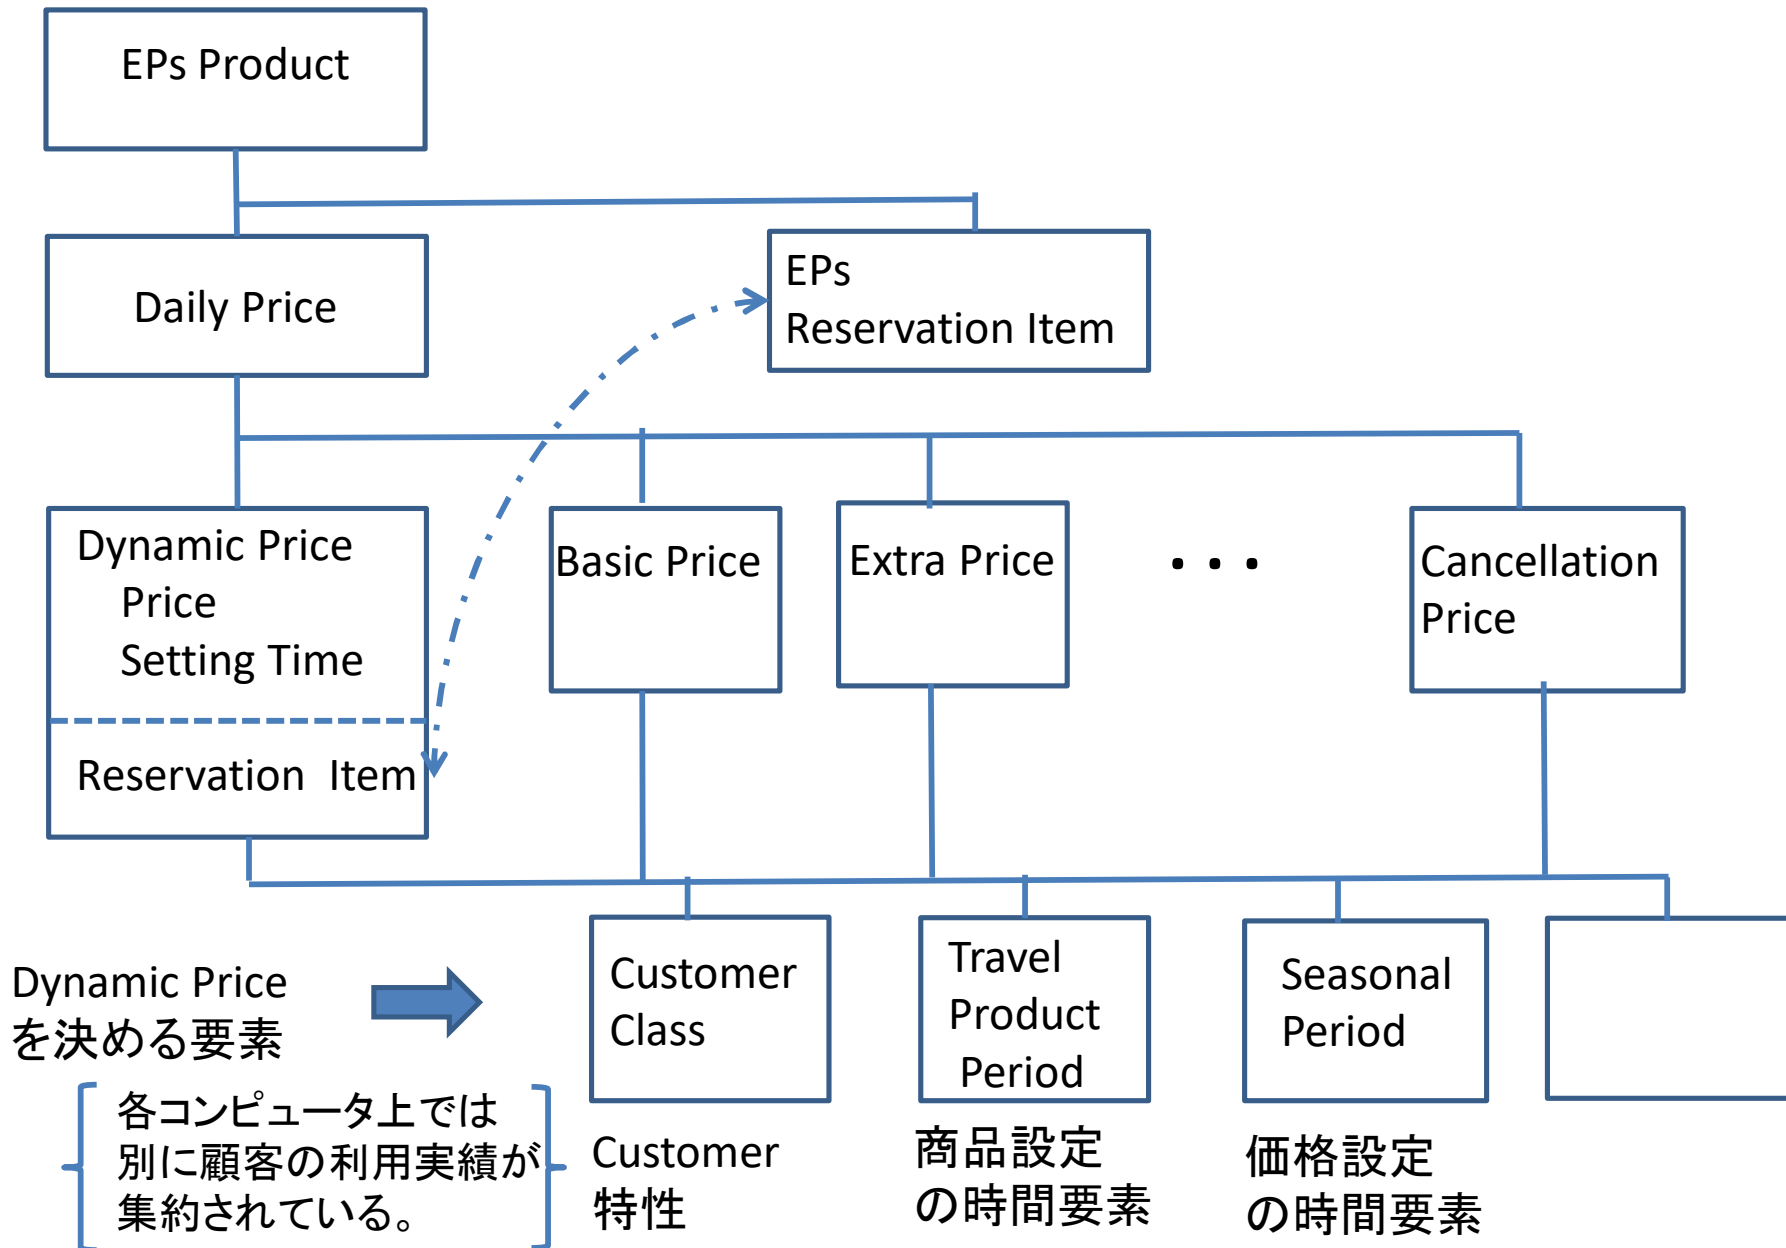 EPs Product
Daily Price
EPs
Reservation Item
Dynamic Price
Price
Setting Time
Reservation Item
Basic Price
Extra Price
・・・
Cancellation
Price
Dynamic Price
を決める要素
各コンピュータ上では
別に顧客の利用実績が
集約されている。
Customer
Class
Customer
特性
Travel
Product
Period
商品設定
の時間要素
Seasonal
Period
価格設定
の時間要素